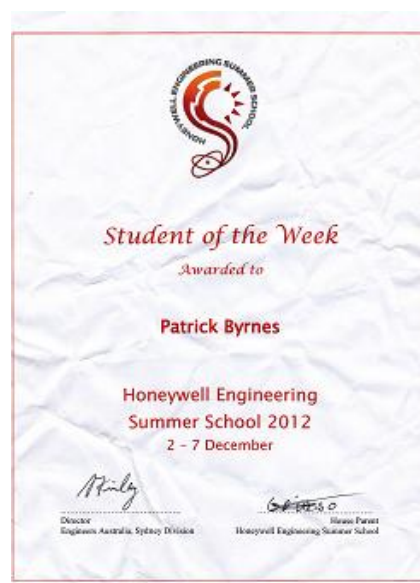 HONEYWELL ENGINEERING SUMMER SCHOOL
Student of the Week
Awarded to
Patrick Byrnes
Honeywell Engineering
Summer School 2012
2 - 7 December
Director
House Parent
Engineers Australia, Sydney Division
Honeywell Engineering Summer School